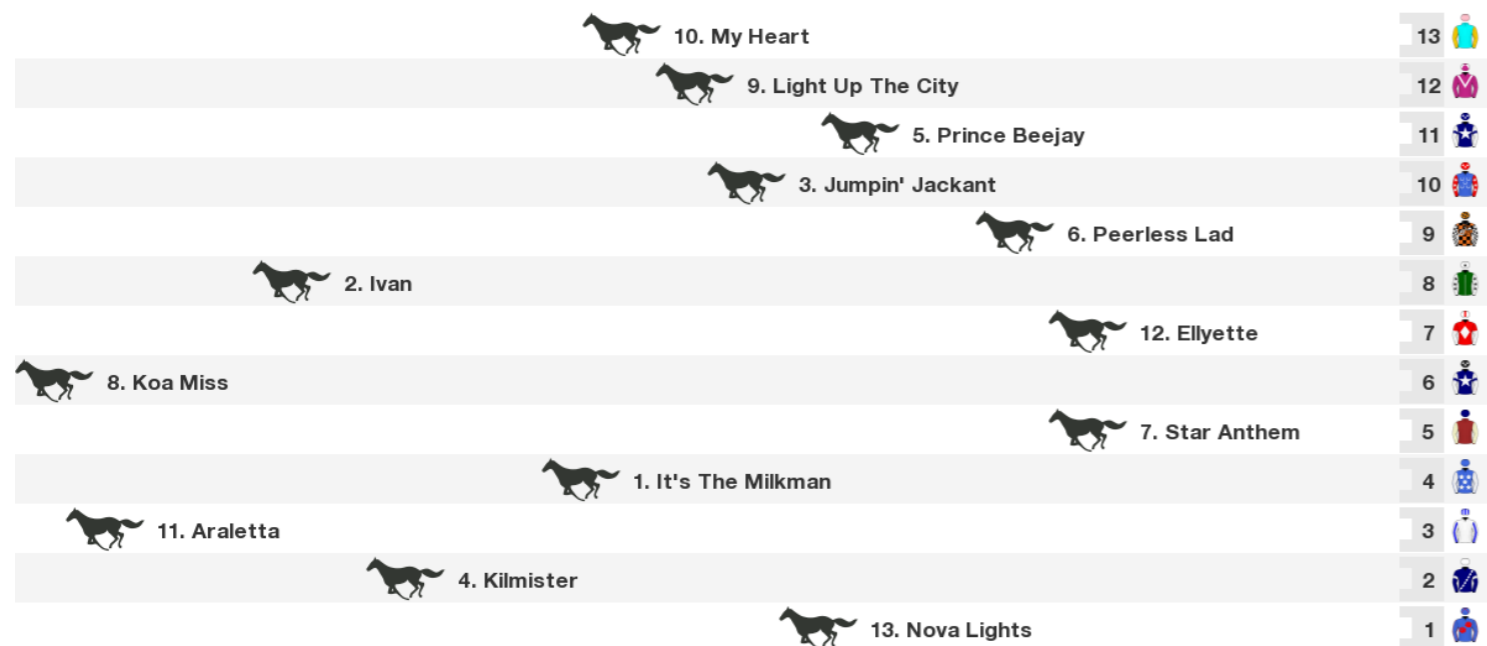 10. My Heart 13
9. Light Up The City 12
5. Prince Beejay 11
3. Jumpin' Jackant 10
6. Peerless Lad 9
2. Ivan 8
12. Ellyette 7
8. Koa Miss 6
7. Star Anthem 5
1. It's The Milkman 4
11. Araletta 3
4. Kilmister 2
13. Nova Lights 1